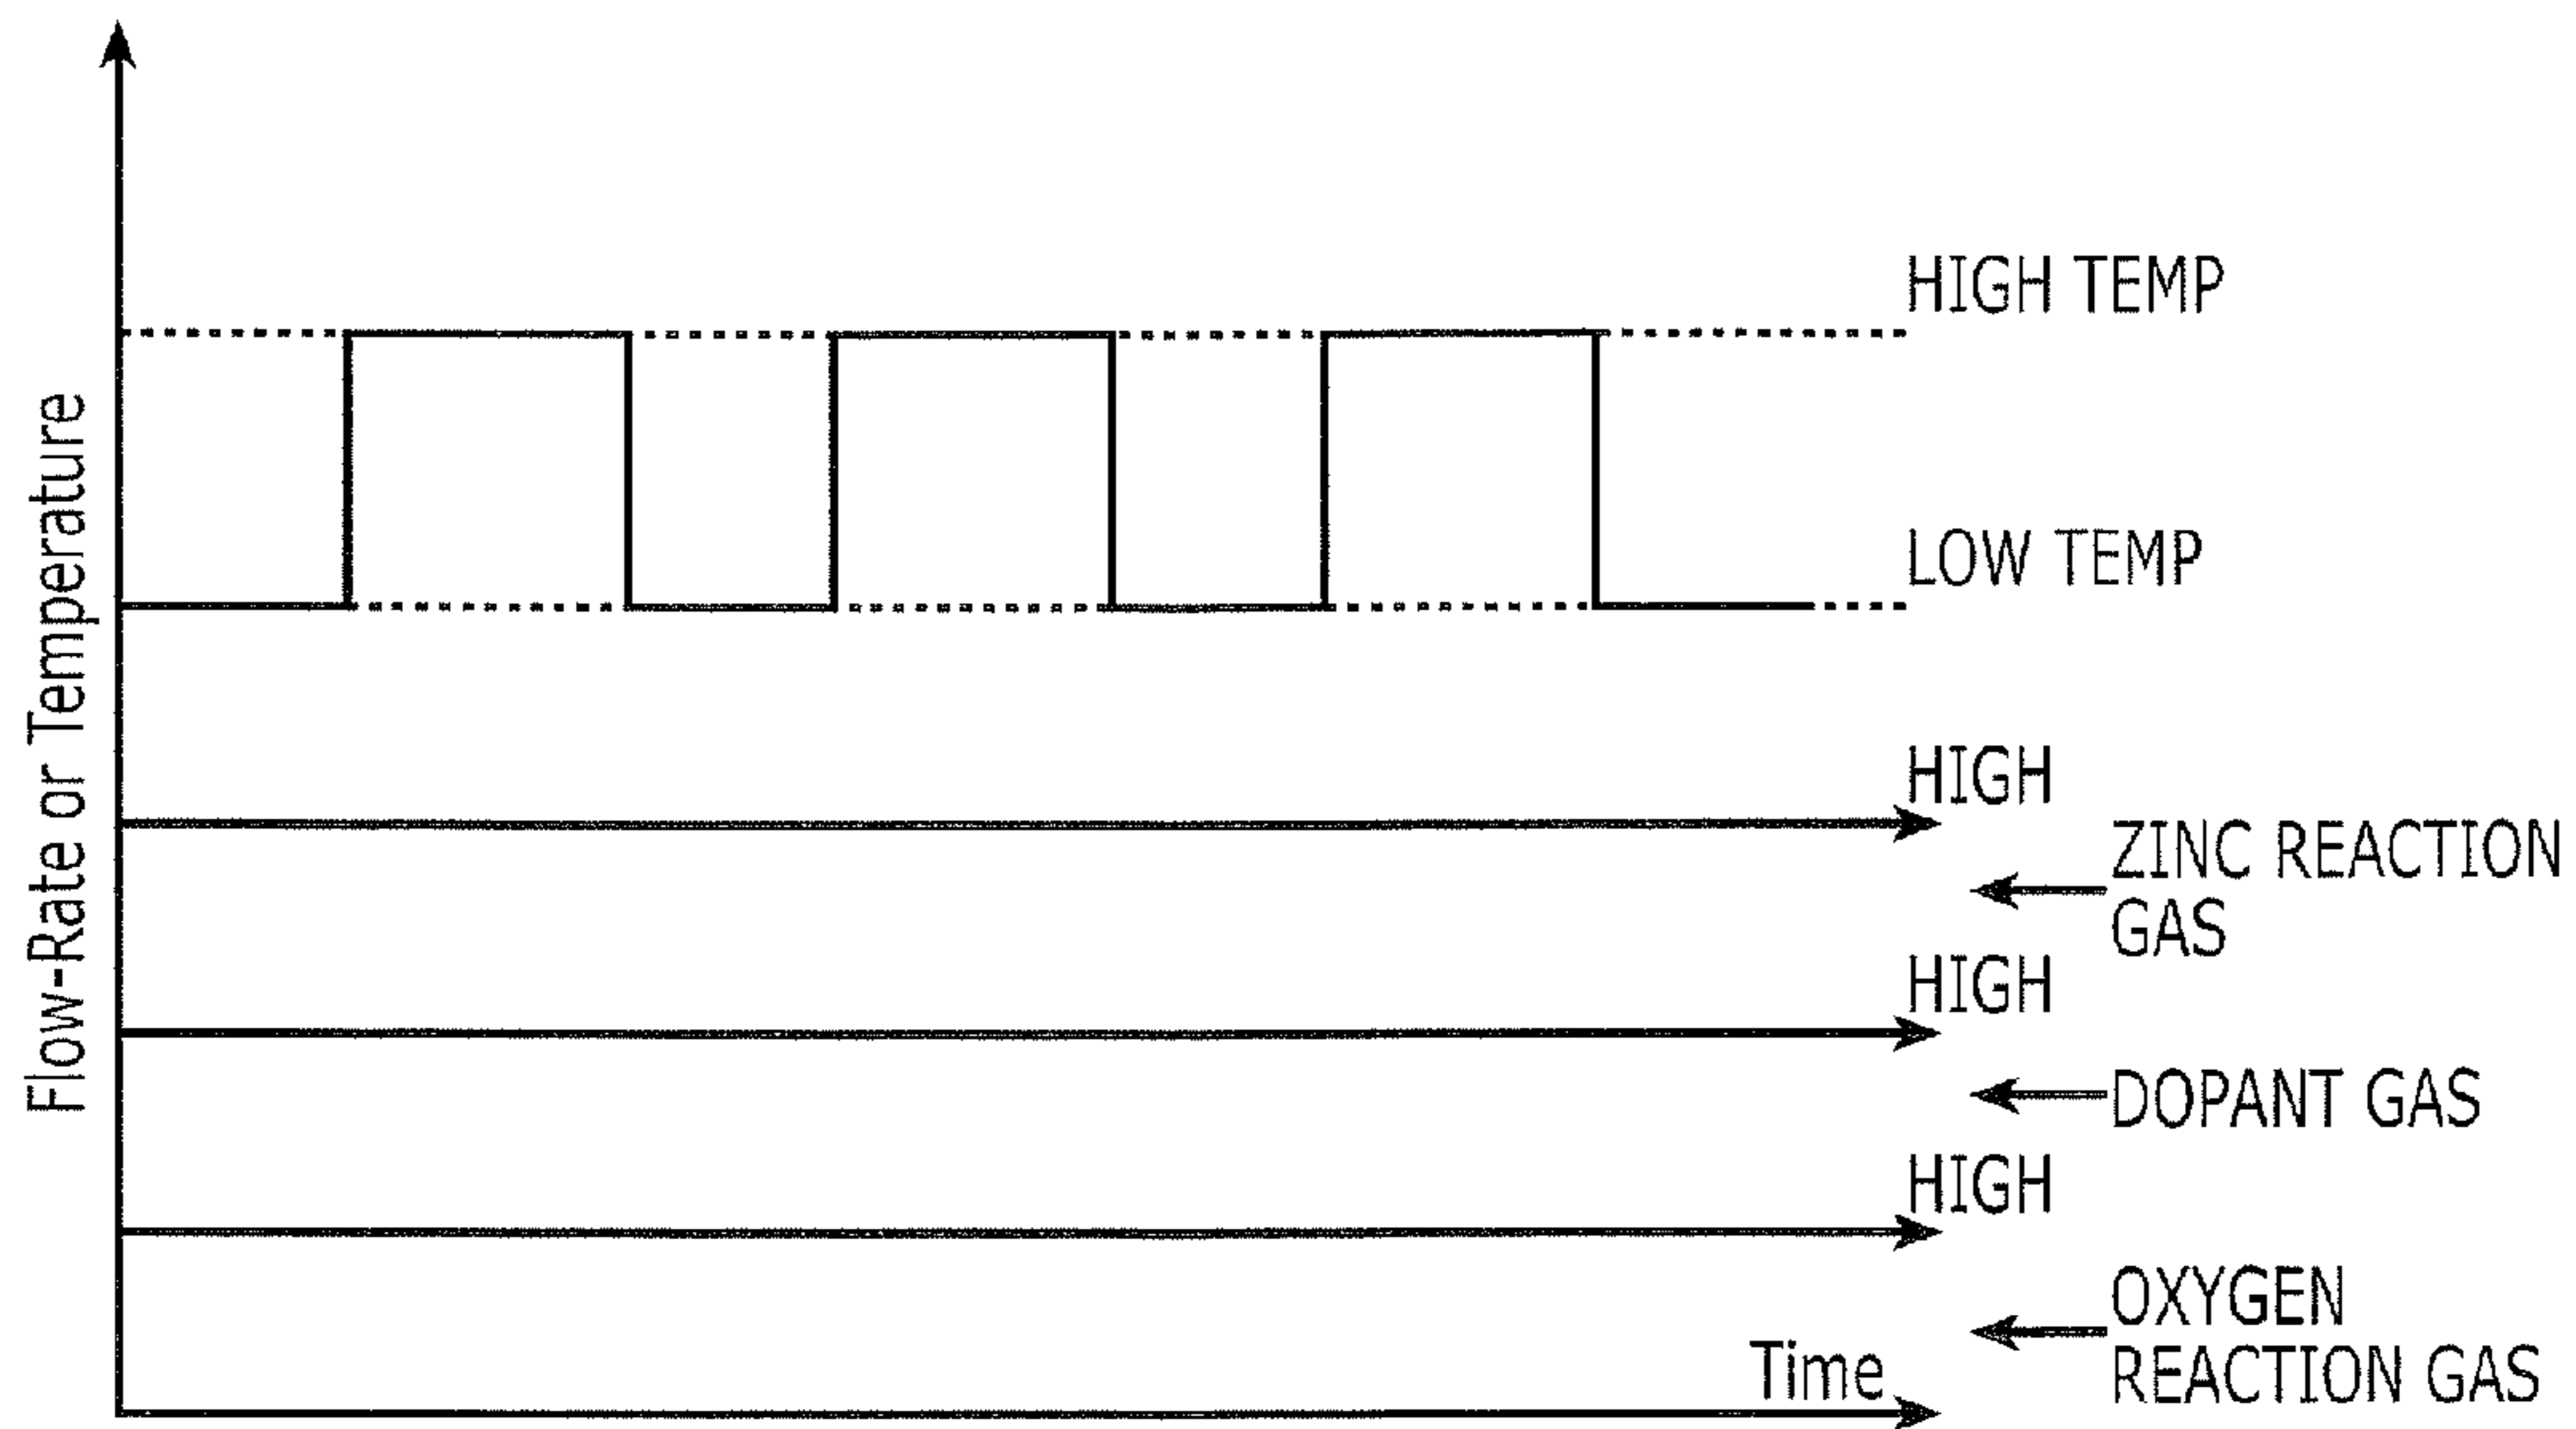 HIGH TEMP
LOW TEMP
Flow-Rate or Temperature
HIGH
ZINC REACTION
GAS
HIGH
DOPANT GAS
HIGH
OXYGEN
REACTION GAS
Time